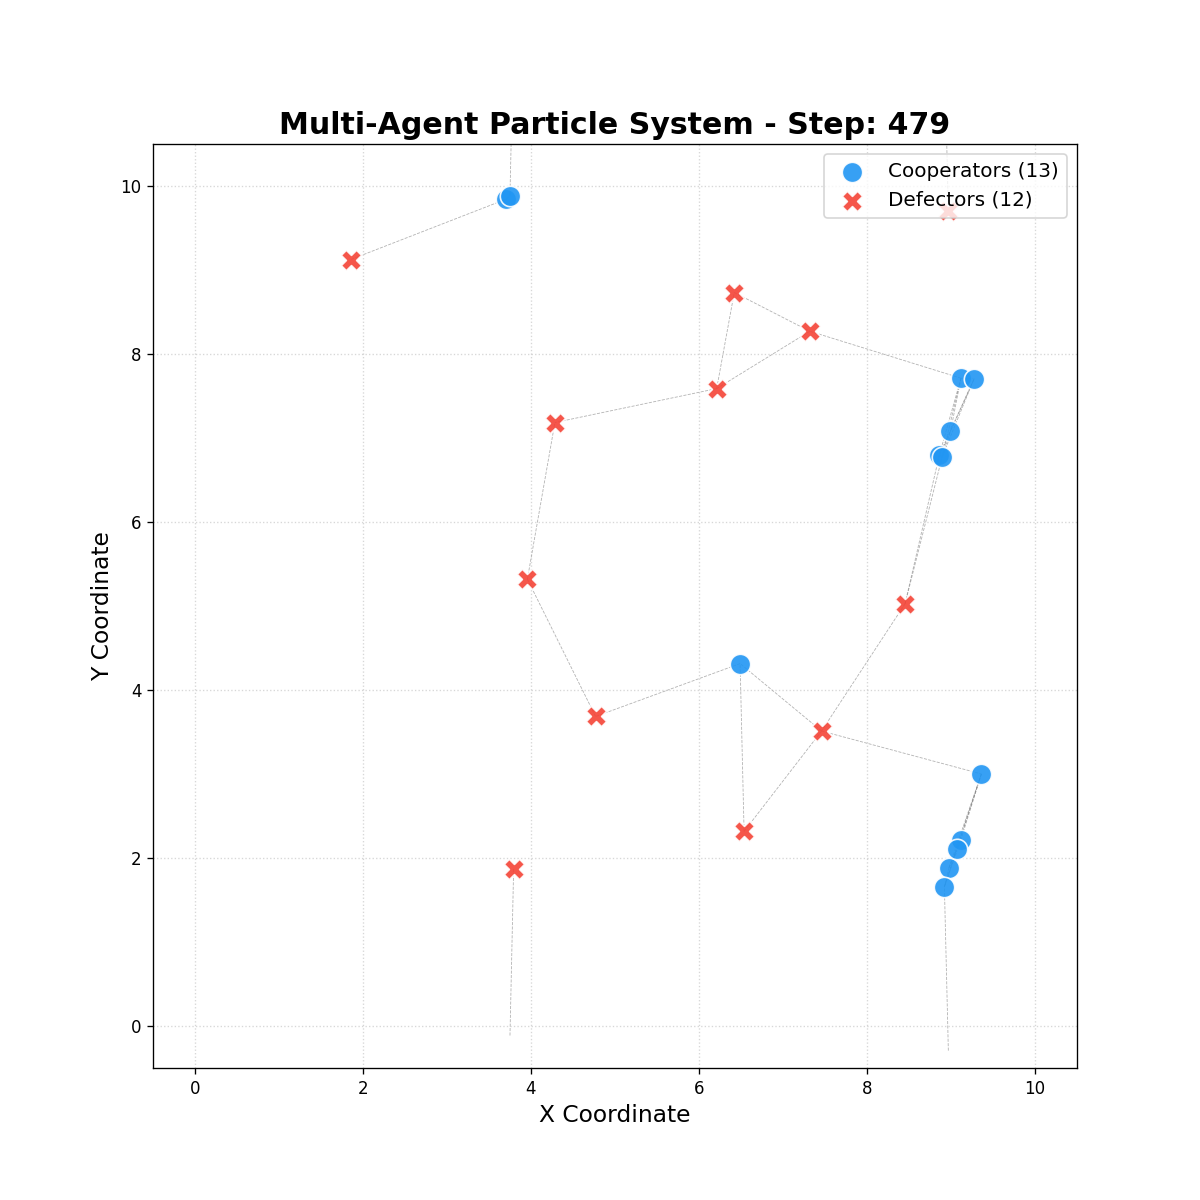 Multi-Agent Particle System - Step: 479
Cooperators (13)
Defectors (12)
10
8
6
4
2
0
Y Coordinate
0 2 4 6 8 10
X Coordinate